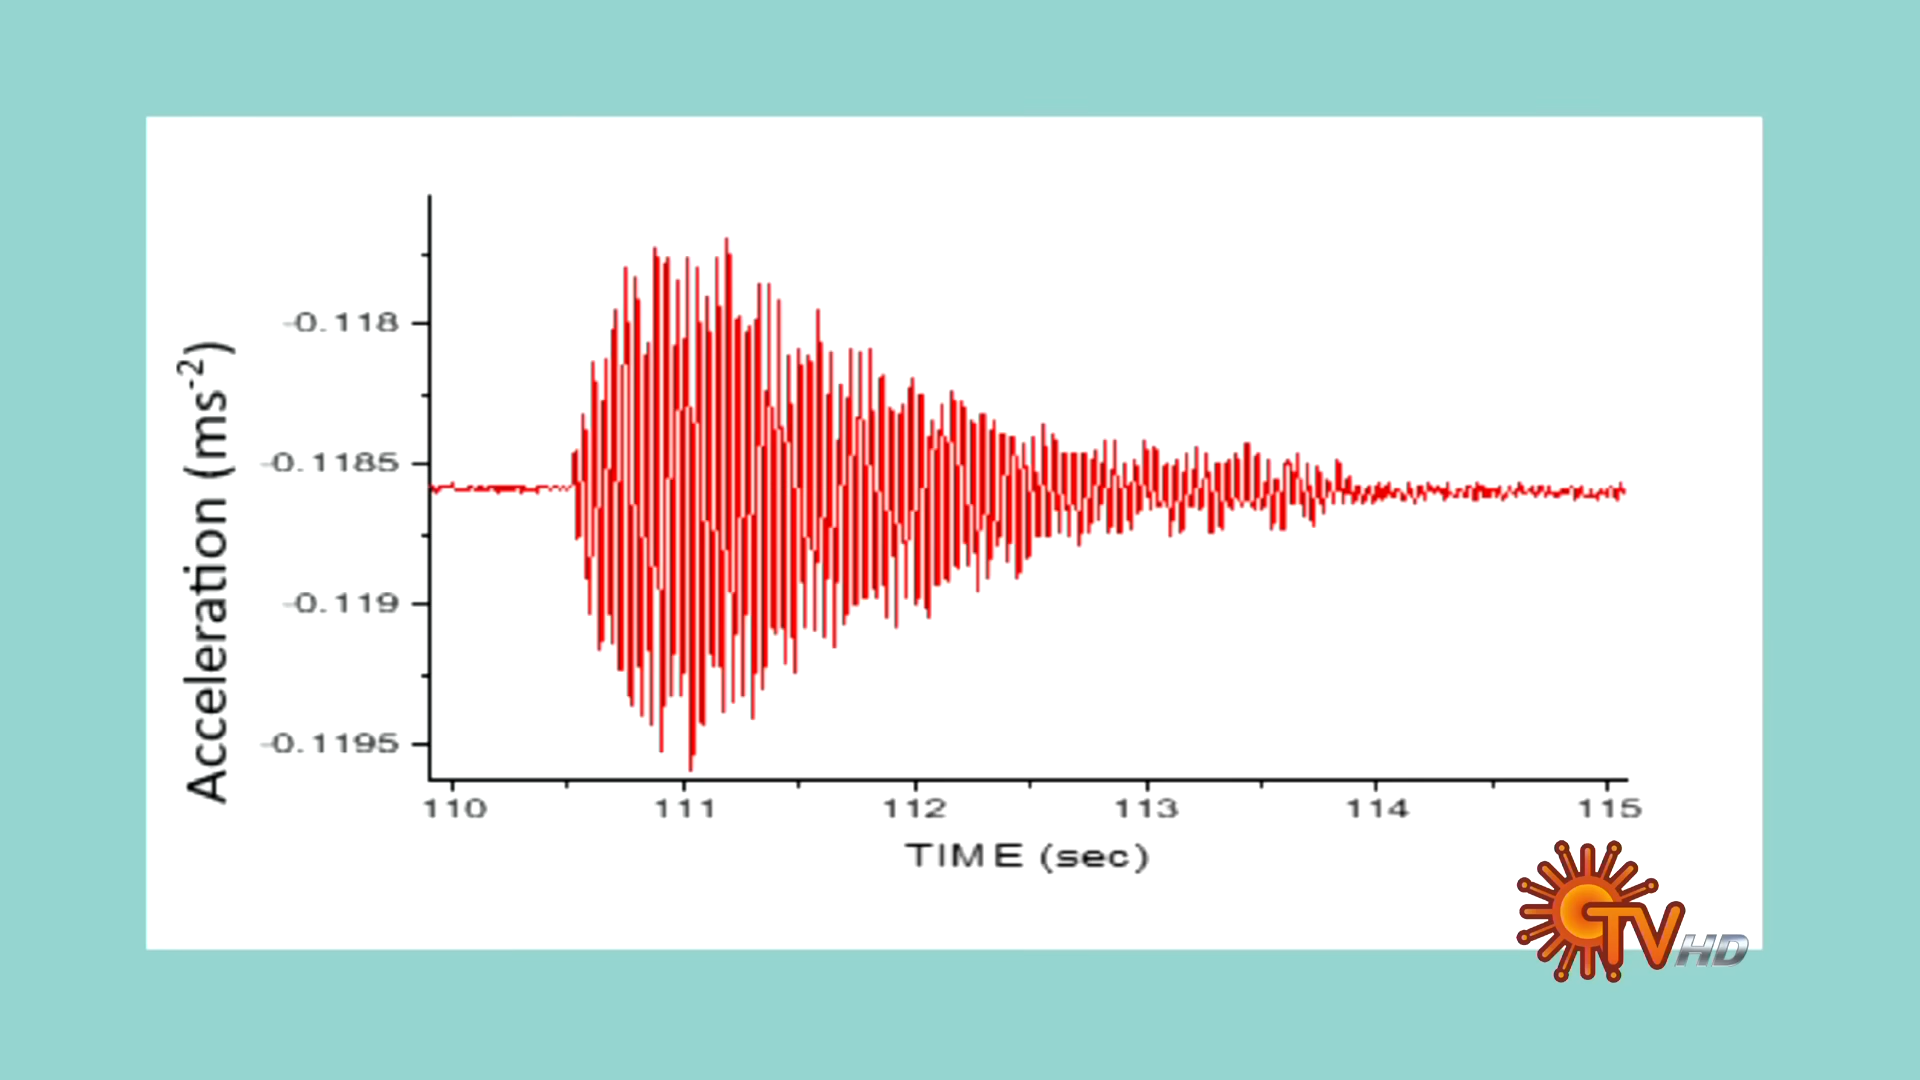 Acceleration (ms⁻²)
-0.118
-0.1185
-0.119
-0.1195
110 111 112 113 114 115
TIME (sec)
TV HD